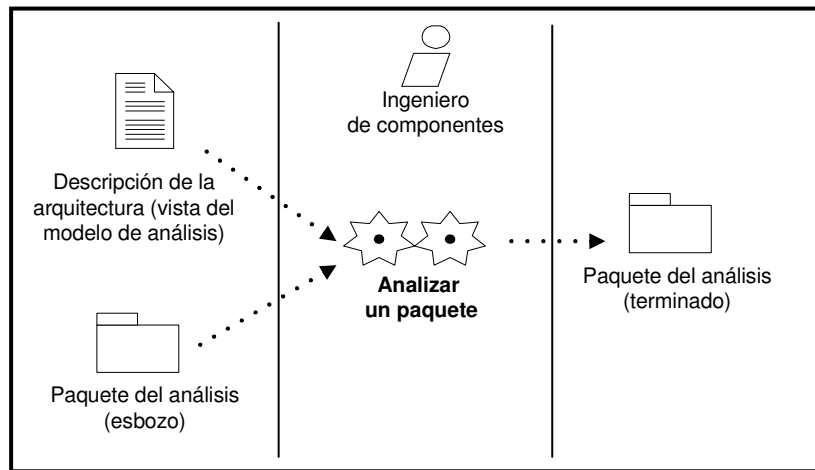 Descripción de la
arquitectura (vista del
modelo de análisis)
Paquete del análisis
(esbozo)
Ingeniero
de componentes
Analizar
un paquete
Paquete del análisis
(terminado)